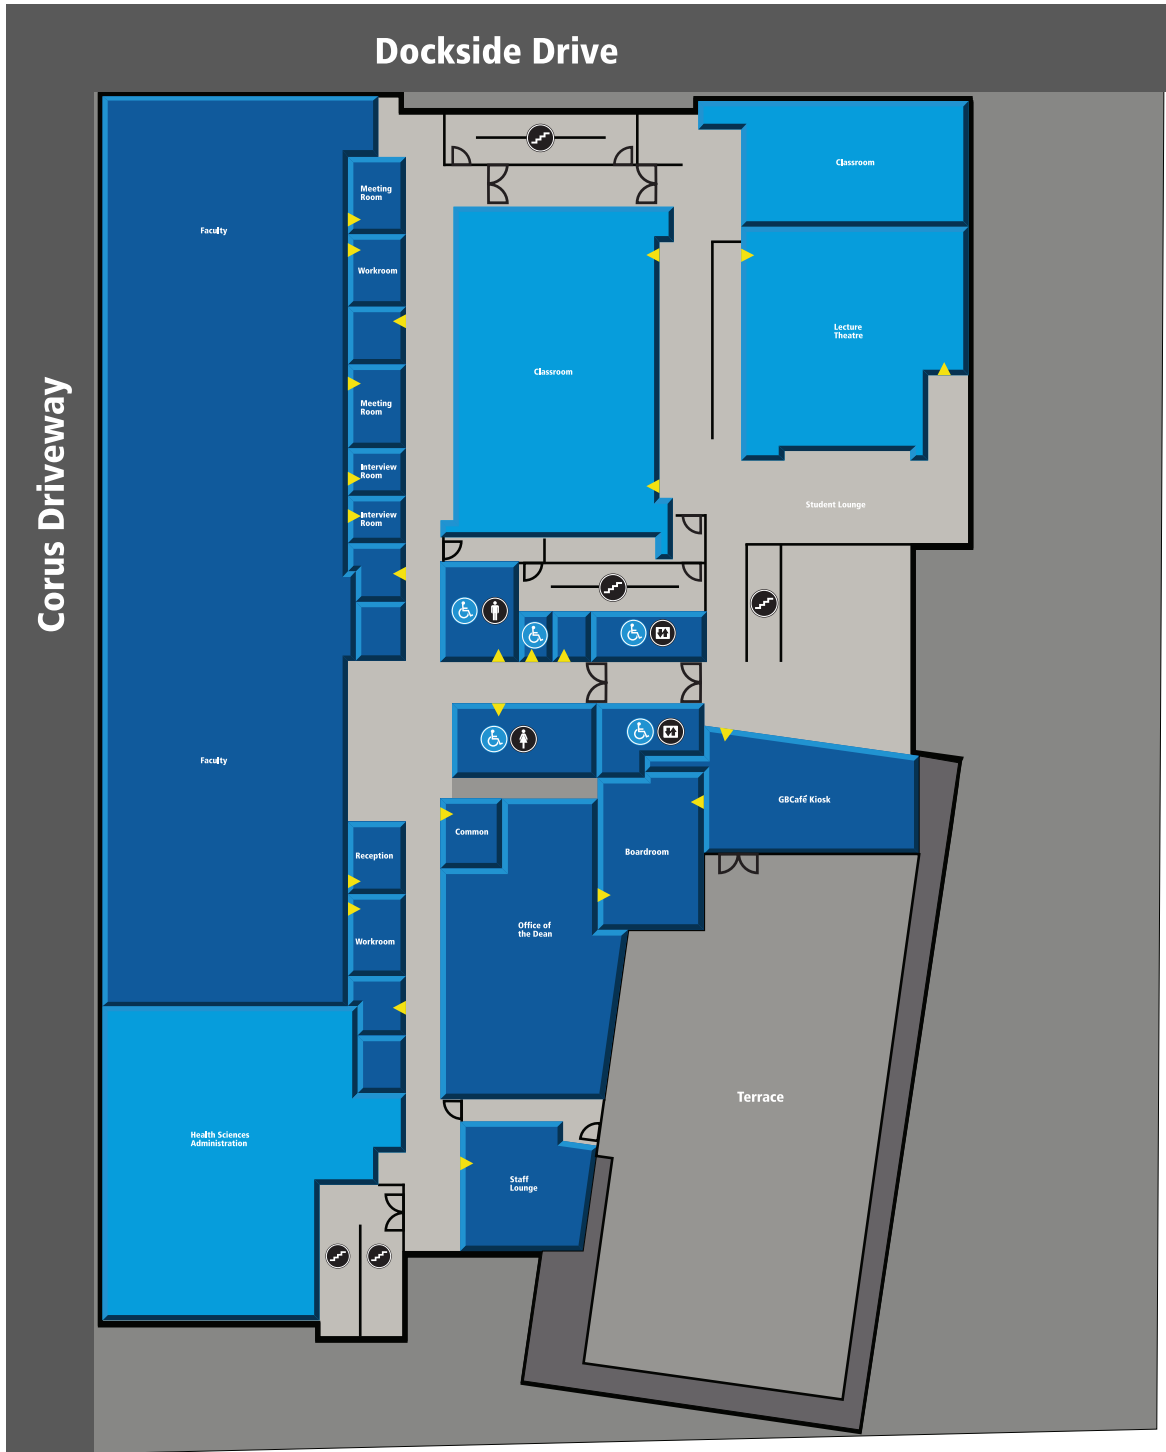 Dockside Drive
Corus Driveway
Classroom
Meeting
Room
Faculty
Workroom
Lecture
Theatre
Classroom
Meeting
Room
Interview
Room
Student Lounge
Interview
Room
Faculty
GBCafé Kiosk
Common
Boardroom
Reception
Office of
the Dean
Workroom
Terrace
Health Sciences
Administration
Staff
Lounge